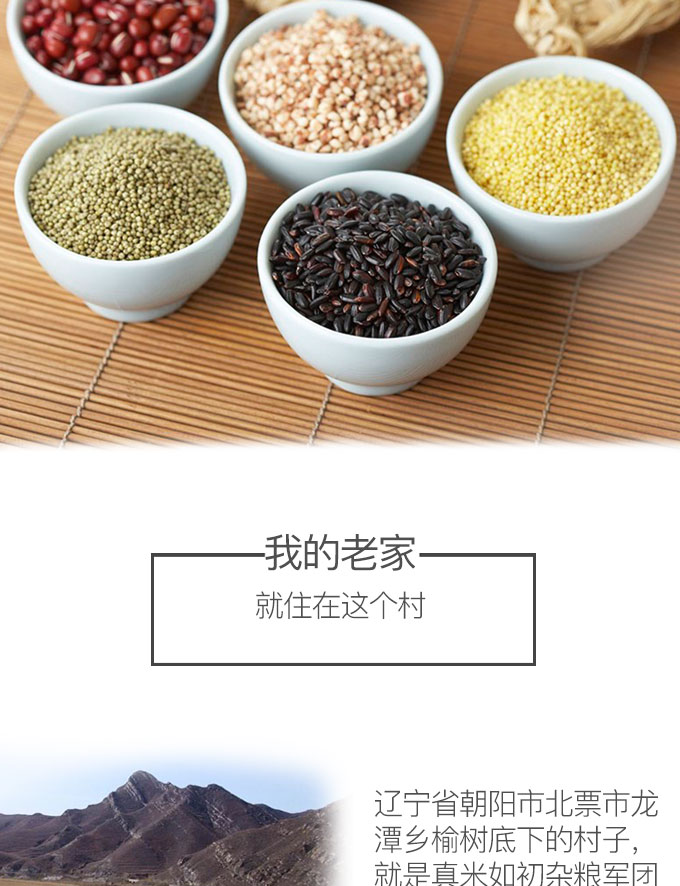 我的老家
就住在这个村
辽宁省朝阳市北票市龙
潭乡榆树底下的村子，
就是真米如初杂粮军团